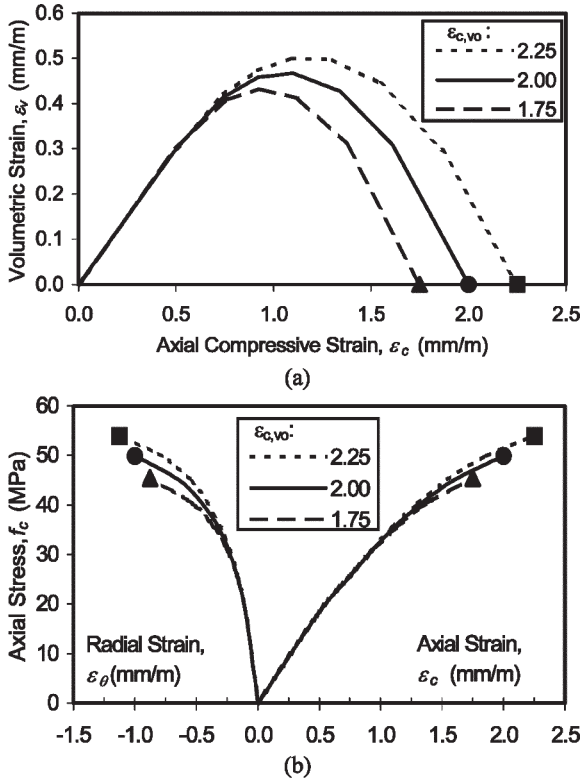 0.6
0.5
0.4
0.3
0.2
0.1
0.0
Volumetric Strain, εv (mm/m)
εc,vo:
2.25
2.00
1.75
0.0 0.5 1.0 1.5 2.0 2.5
Axial Compressive Strain, εc (mm/m)
(a)
60
50
40
30
20
10
0
Axial Stress, fc (MPa)
εc,vo:
2.25
2.00
1.75
Radial Strain,
εθ (mm/m)
Axial Strain,
εc (mm/m)
-1.5 -1.0 -0.5 0.0 0.5 1.0 1.5 2.0 2.5
(b)